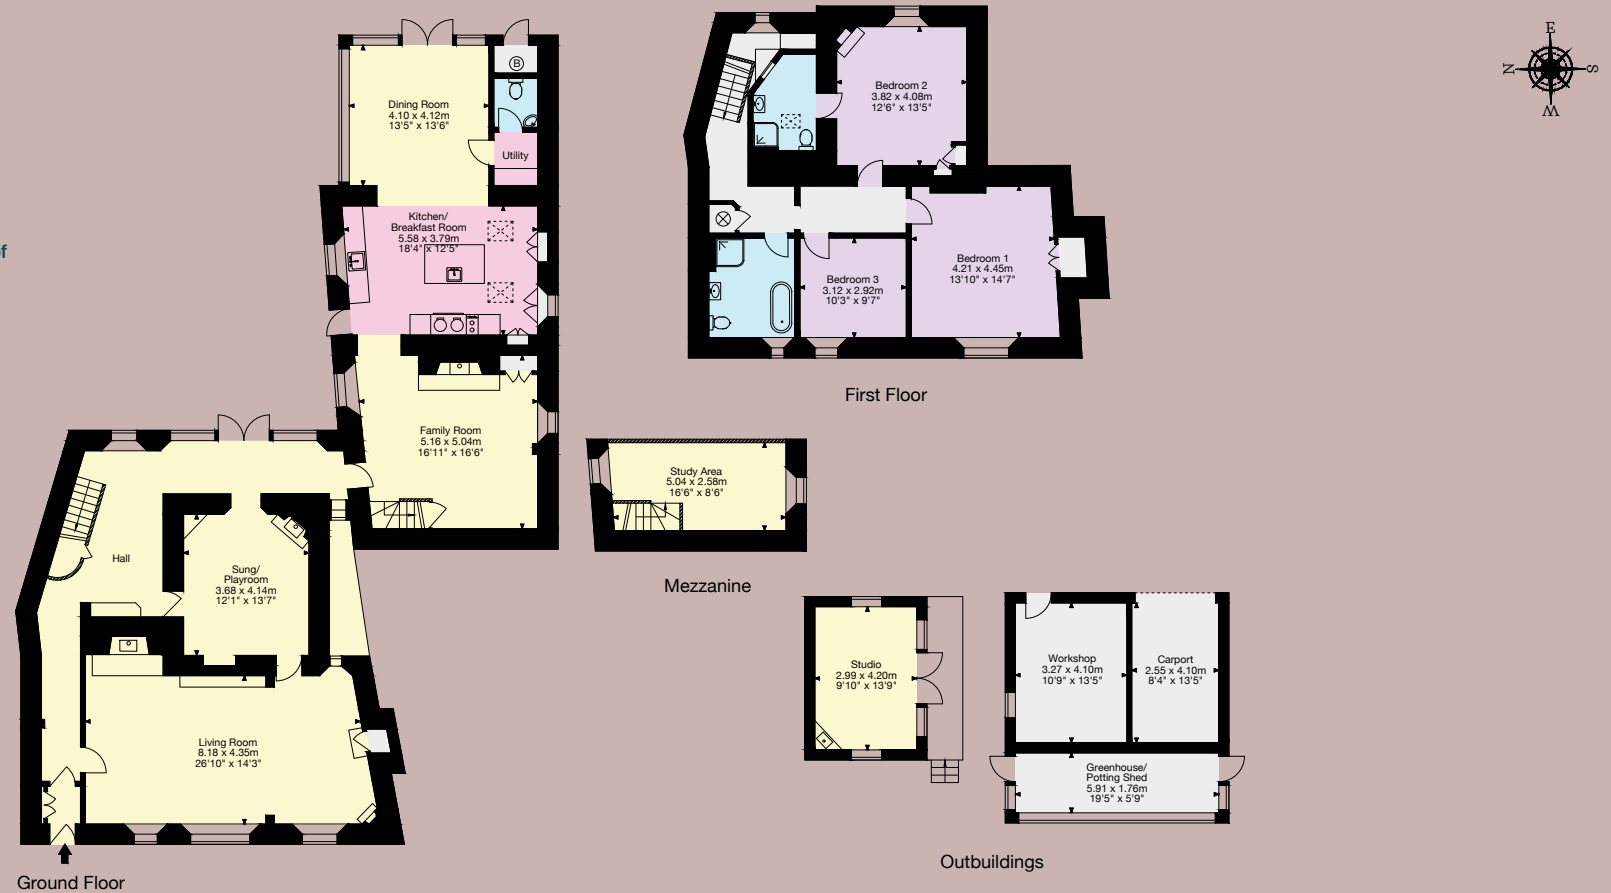 of
Dining Room
4.10 x 4.12m
13'5" x 13'6"
B
Utility
Kitchen/
Breakfast Room
5.58 x 3.79m
18'4" x 12'5"
Family Room
5.16 x 5.04m
16'11" x 16'6"
Hall
Sung/
Playroom
3.68 x 4.14m
12'1" x 13'7"
Living Room
8.18 x 4.35m
26'10" x 14'3"
Ground Floor
Bedroom 2
3.82 x 4.08m
12'6" x 13'5"
Bedroom 1
4.21 x 4.45m
13'10" x 14'7"
Bedroom 3
3.12 x 2.92m
10'3" x 9'7"
First Floor
Study Area
5.04 x 2.58m
16'6" x 8'6"
Mezzanine
Studio
2.99 x 4.20m
9'10" x 13'9"
Workshop
3.27 x 4.10m
10'9" x 13'5"
Carport
2.55 x 4.10m
8'4" x 13'5"
Greenhouse/
Potting Shed
5.91 x 1.76m
19'5" x 5'9"
Outbuildings
E
N
S
W